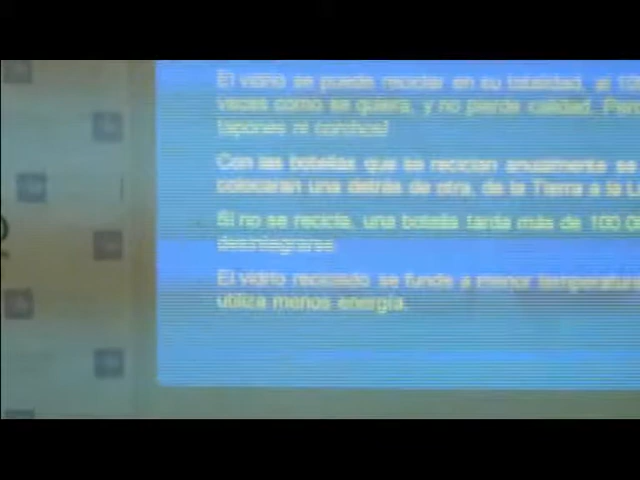 El vidrio se puede reciclar en su totalidad, al
veces como se quiera, y no pierde calidad.
tapones ni corchos!
Con las botellas que se reciclan anualmente se
colocaran una detrás de otra, de la Tierra a la
Si no se recicla, una botella tarda más de
desintegrarse.
El vidrio reciclado se funde a menor temperatura
utiliza menos energía.